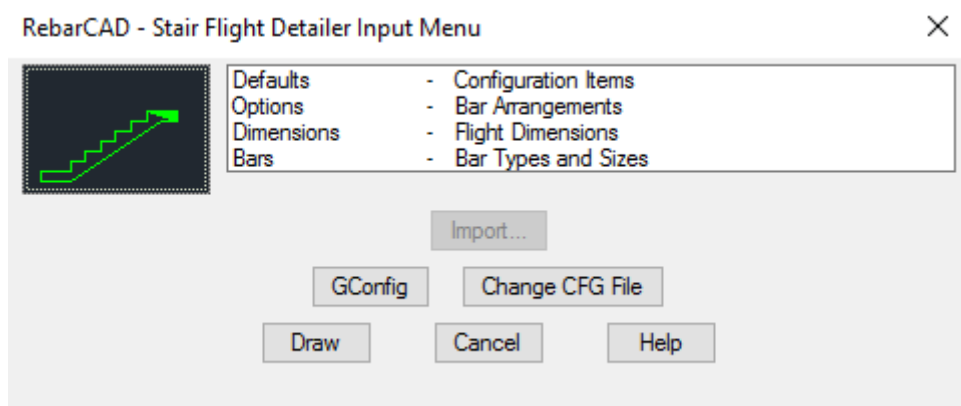 RebarCAD - Stair Flight Detailer Input Menu
Defaults - Configuration Items
Options - Bar Arrangements
Dimensions - Flight Dimensions
Bars - Bar Types and Sizes
Import...
GConfig Change CFG File
Draw Cancel Help